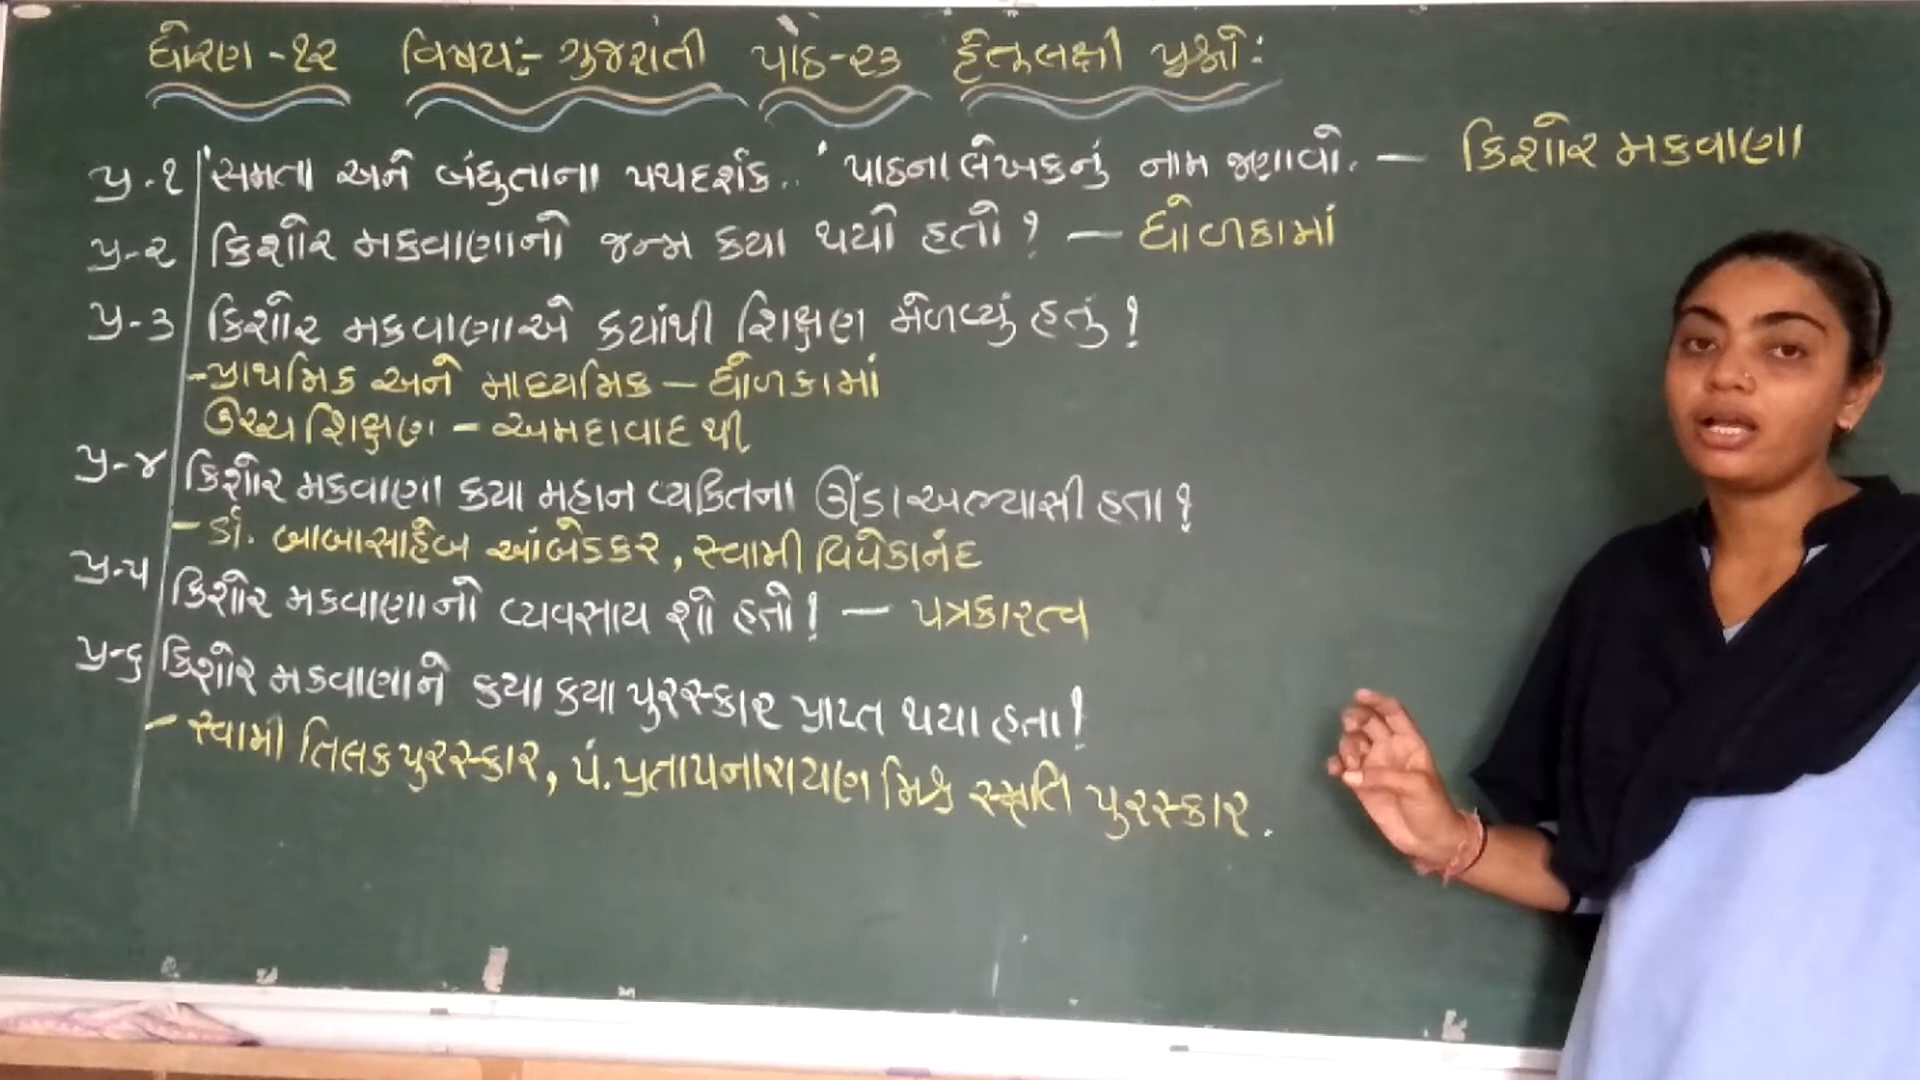 ધોરણ -૧૨ વિષય:- ગુજરાતી પાઠ-૨૩ હેતુલક્ષી પ્રશ્નો:
પ્ર.૧ 'સમતા અને બંધુતાના પથદર્શક..' પાઠના લેખકનું નામ જણાવો. - કિશોર મકવાણા
પ્ર-૨ કિશોર મકવાણાનો જન્મ કયા થયો હતો? - ધોળકામાં
પ્ર-૩ કિશોર મકવાણાએ કયાંથી શિક્ષણ મેળવ્યું હતું?
-પ્રાથમિક અને માધ્યમિક - ધોળકામાં
ઉચ્ચ શિક્ષણ - અમદાવાદ થી
પ્ર-૪ કિશોર મકવાણા કયા મહાન વ્યકિતના ઊંડા અભ્યાસી હતા?
- ડૉ. બાબાસાહેબ આંબેડકર, સ્વામી વિવેકાનંદ
પ્ર-૫ કિશોર મકવાણાનો વ્યવસાય શો હતો? - પત્રકારત્વ
પ્ર-૬ કિશોર મકવાણાને કયા કયા પુરસ્કાર પ્રાપ્ત થયા હતા?
- સ્વામી તિલક પુરસ્કાર, પં. પ્રતાપનારાયણ મિશ્ર સ્મૃતિ પુરસ્કાર.